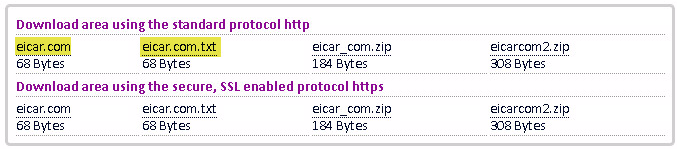 Download area using the standard protocol http
eicar.com eicar.com.txt eicar_com.zip eicarcom2.zip
68 Bytes 68 Bytes 184 Bytes 308 Bytes
Download area using the secure, SSL enabled protocol https
eicar.com eicar.com.txt eicar_com.zip eicarcom2.zip
68 Bytes 68 Bytes 184 Bytes 308 Bytes